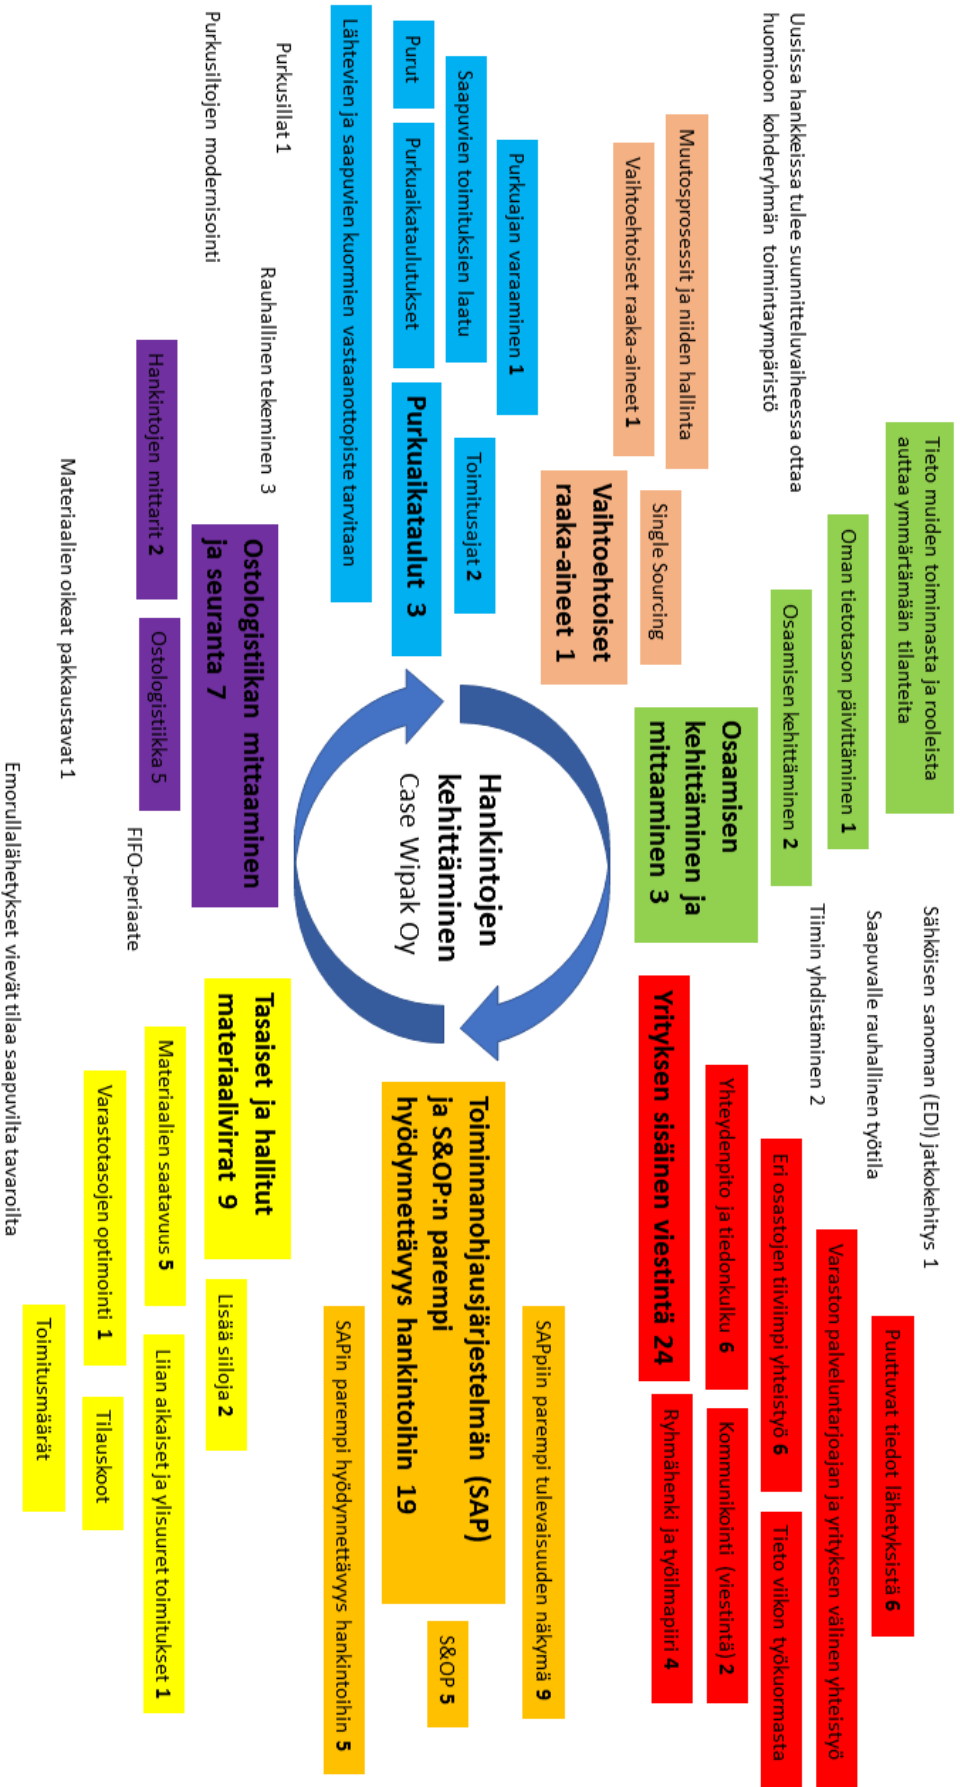 Uusissa hankkeissa tulee suunnitteluvaiheessa ottaa
huomioon kohderyhmän toimintaympäristö
Tieto muiden toiminnasta ja rooleista
auttaa ymmärtämään tilanteita
Oman tietotason päivittäminen 1
Osaamisen kehittäminen 2
Osaamisen
kehittäminen ja
mittaaminen 3
Sähköisen sanoman (EDI) jatkokehitys 1
Saapuvalle rauhallinen työtila
Tiimin yhdistäminen 2
Puuttuvat tiedot lähetyksistä 6
Varaston palveluntarjoajan ja yrityksen välinen yhteistyö
Eri osastojen tiiviimpi yhteistyö 6
Tieto viikon työkuormasta
Yhteydenpito ja tiedonkulku 6
Kommunikointi (viestintä) 2
Yrityksen sisäinen viestintä 24
Ryhmähenki ja työilmapiiri 4
Muutosprosessit ja niiden hallinta
Vaihtoehtoiset raaka-aineet 1
Single Sourcing
Vaihtoehtoiset
raaka-aineet 1
Purkuajan varaaminen 1
Saapuvien toimituksien laatu
Toimitusajat 2
Purut
Purkuaikataulutukset
Purkuaikataulut 3
Lähtevien ja saapuvien kuormien vastaanottopiste tarvitaan
Hankintojen
kehittäminen
Case Wipak Oy
SAPpiin parempi tulevaisuuden näkymä 9
Toiminnanohjausjärjestelmän (SAP)
ja S&OP:n parempi
hyödynnettävyys hankintoihin 19
S&OP 5
SAPin parempi hyödynnettävyys hankintoihin 5
Purkusillat 1
Rauhallinen tekeminen 3
Purkusiltojen modernisointi
Ostologistiikan mittaaminen
ja seuranta 7
Hankintojen mittarit 2
Ostologistiikka 5
Materiaalien oikeat pakkaustavat 1
FIFO-periaate
Emorullalähetykset vievät tilaa saapuvilta tavaroilta
Tasaiset ja hallitut
materiaalivirrat 9
Lisää siiloja 2
Materiaalien saatavuus 5
Liian aikaiset ja ylisuuret toimitukset 1
Varastotasojen optimointi 1
Tilauskoot
Toimitusmäärät